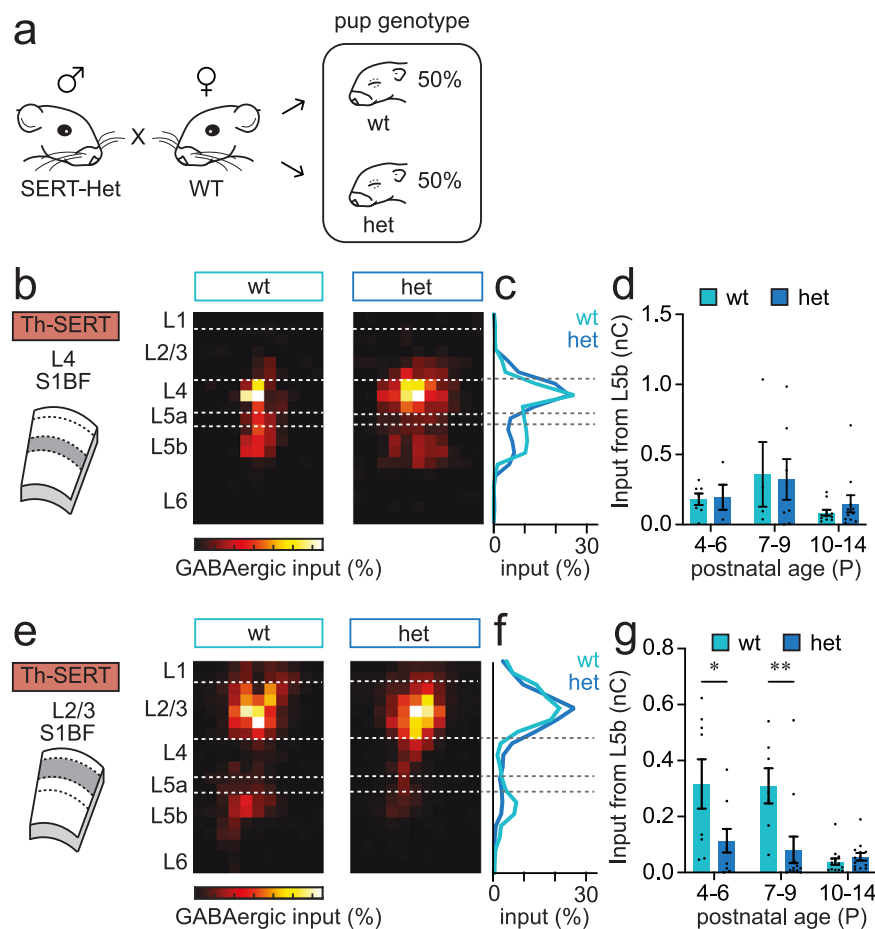 a
pup genotype
♂
♀
50%
wt
X
SERT-Het
WT
50%
het
b
wt
het
c
d
wt
het
Th-SERT
L4
S1BF
L1
L2/3
L4
L5a
L5b
L6
GABAergic input (%)
wt
het
0
30
input (%)
Input from L5b (nC)
1.5
1.0
0.5
0.0
4-6
7-9
10-14
postnatal age (P)
e
wt
het
f
g
wt
het
Th-SERT
L2/3
S1BF
L1
L2/3
L4
L5a
L5b
L6
GABAergic input (%)
wt
het
0
30
input (%)
Input from L5b (nC)
0.8
0.6
0.4
0.2
0.0
*
**
4-6
7-9
10-14
postnatal age (P)